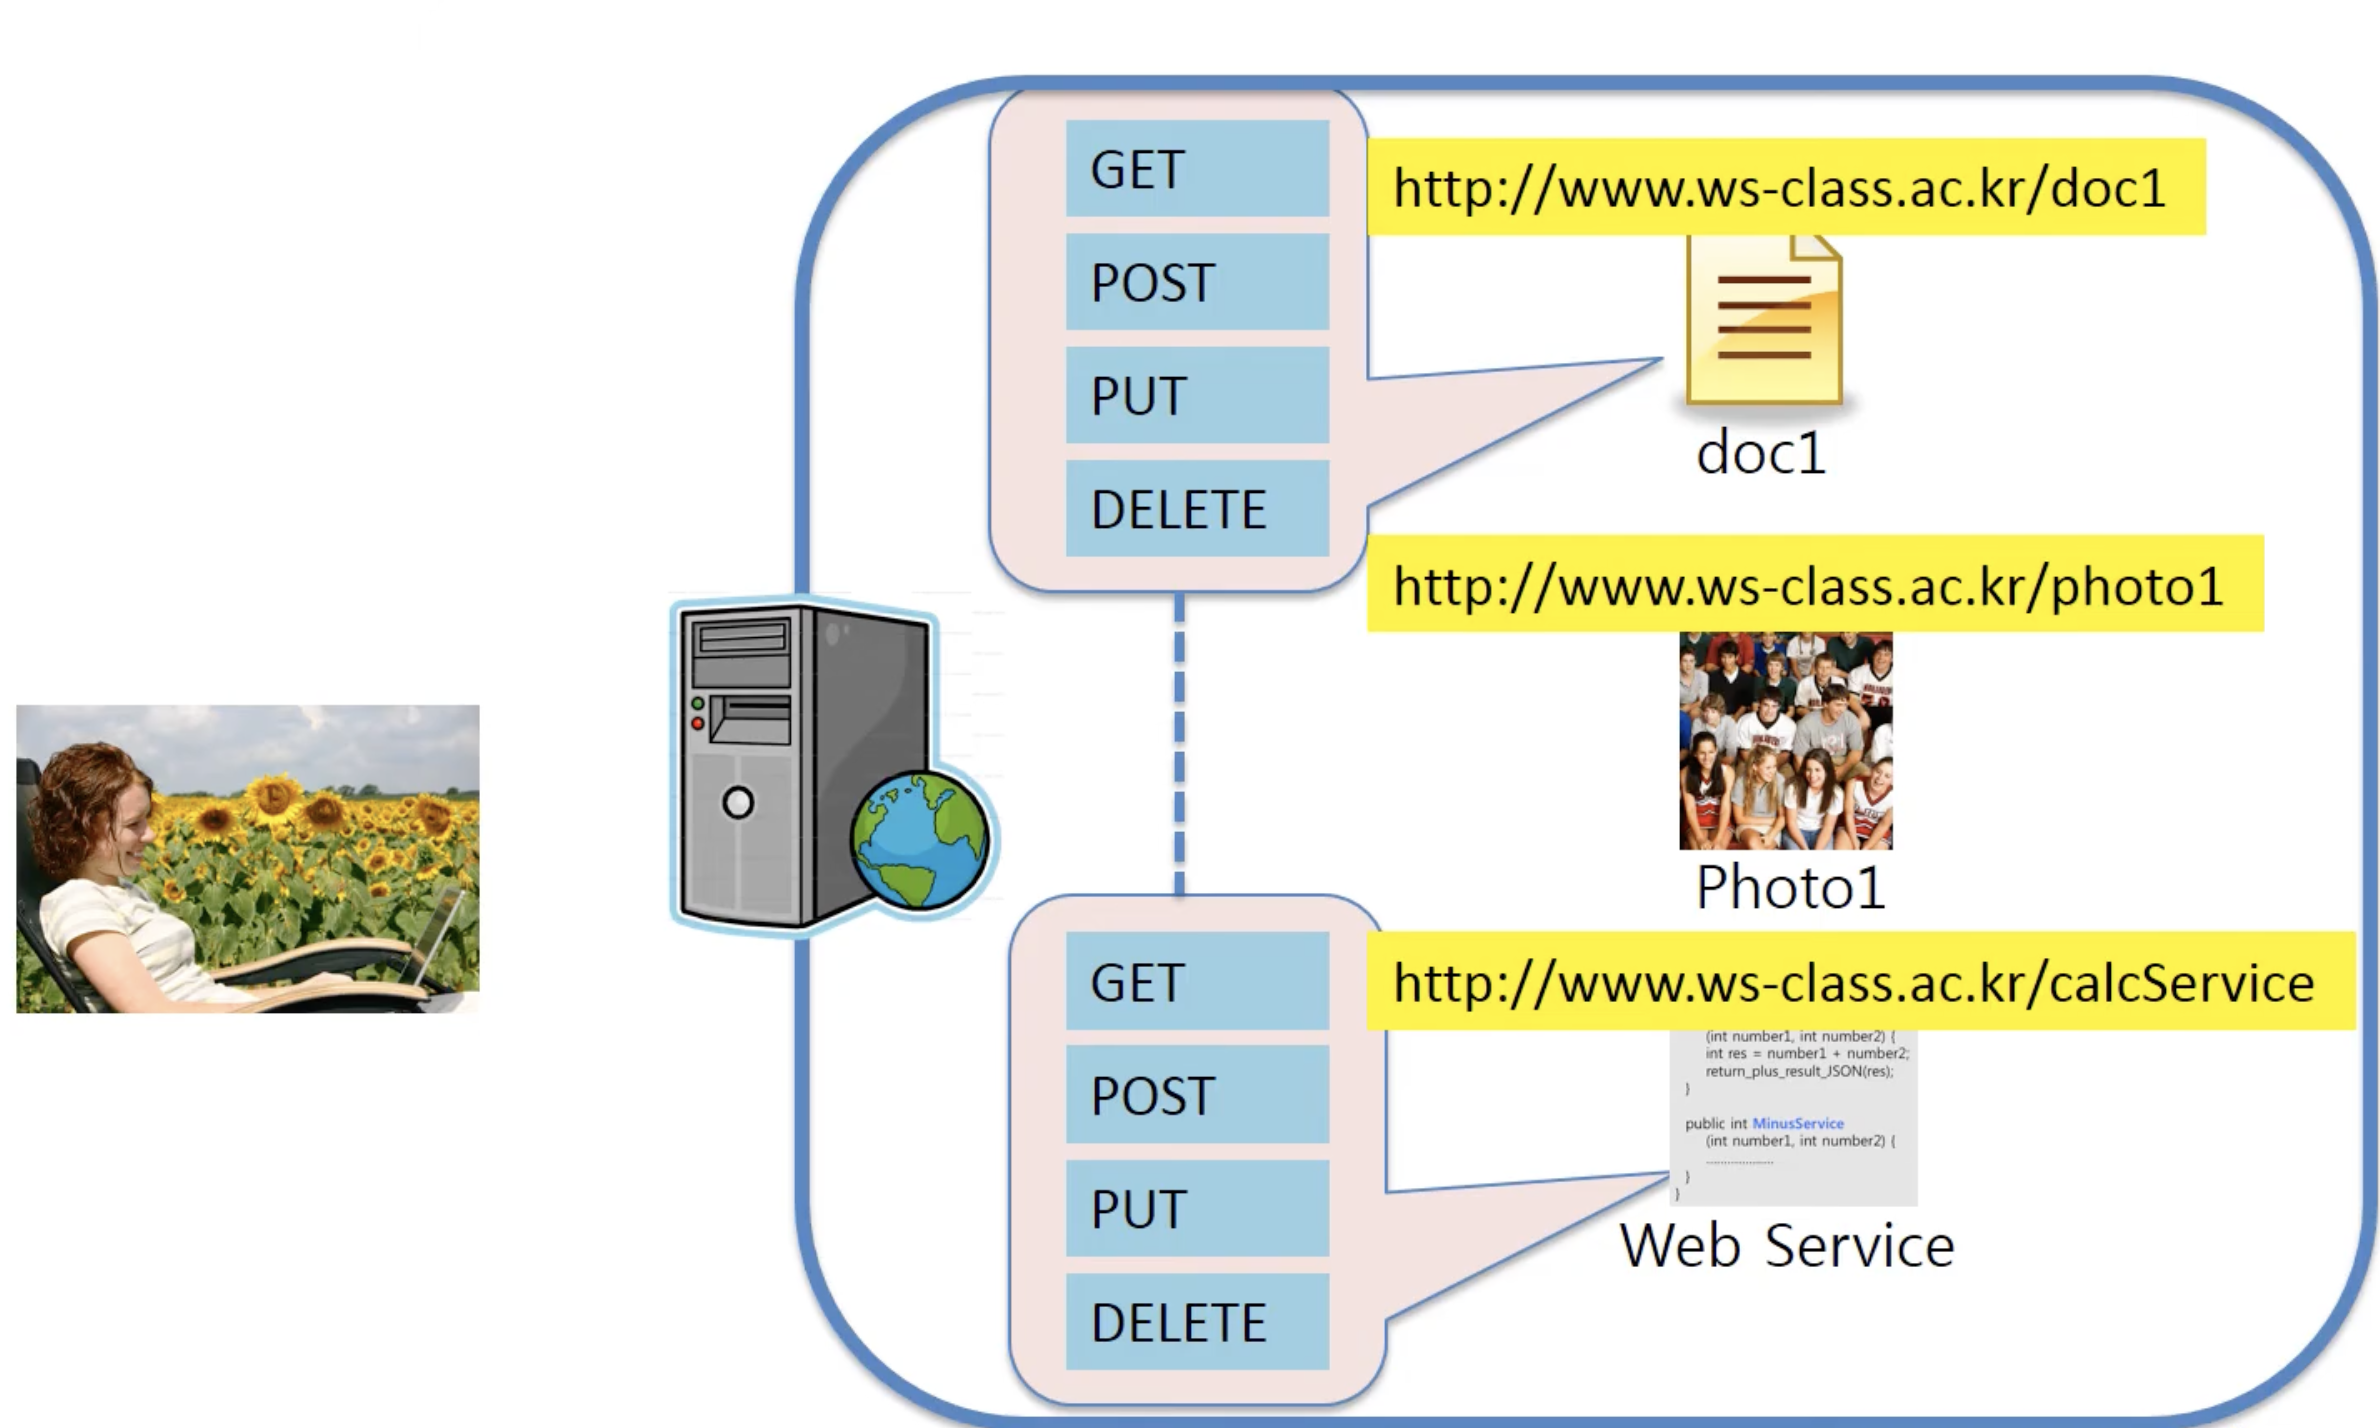 GET
POST
PUT
DELETE
http://www.ws-class.ac.kr/doc1
doc1
http://www.ws-class.ac.kr/photo1
Photo1
GET
POST
PUT
DELETE
http://www.ws-class.ac.kr/calcService
(int number1, int number2) {
int res = number1 + number2;
return_plus_result_JSON(res);
}
public int MinusService
(int number1, int number2) {
....................
}
}
Web Service